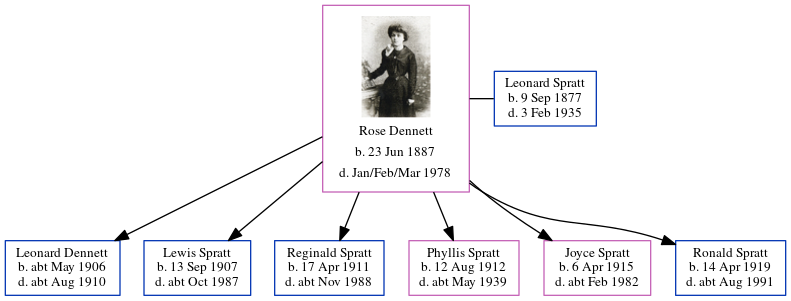 Rose Dennett
b. 23 Jun 1887
d. Jan/Feb/Mar 1978
Leonard Spratt
b. 9 Sep 1877
d. 3 Feb 1935
Leonard Dennett
b. abt May 1906
d. abt Aug 1910
Lewis Spratt
b. 13 Sep 1907
d. abt Oct 1987
Reginald Spratt
b. 17 Apr 1911
d. abt Nov 1988
Phyllis Spratt
b. 12 Aug 1912
d. abt May 1939
Joyce Spratt
b. 6 Apr 1915
d. abt Feb 1982
Ronald Spratt
b. 14 Apr 1919
d. abt Aug 1991